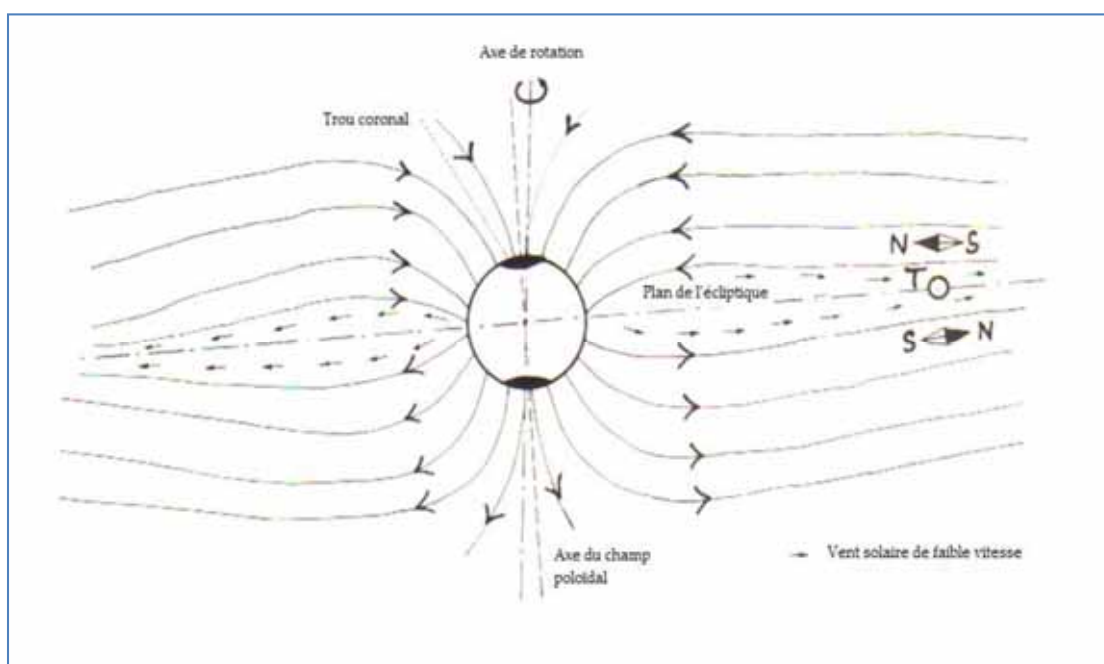 Axe de rotation
Trou coronal
N S
T
Plan de l'écliptique
S N
Axe du champ
poloïdal
Vent solaire de faible vitesse